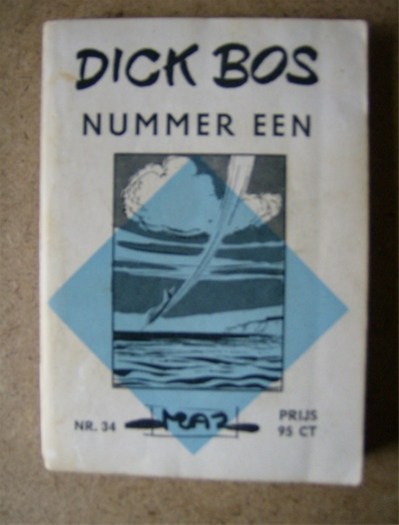 DICK BOS
NUMMER EEN
NR. 34
MAZ
PRIJS
95 CT